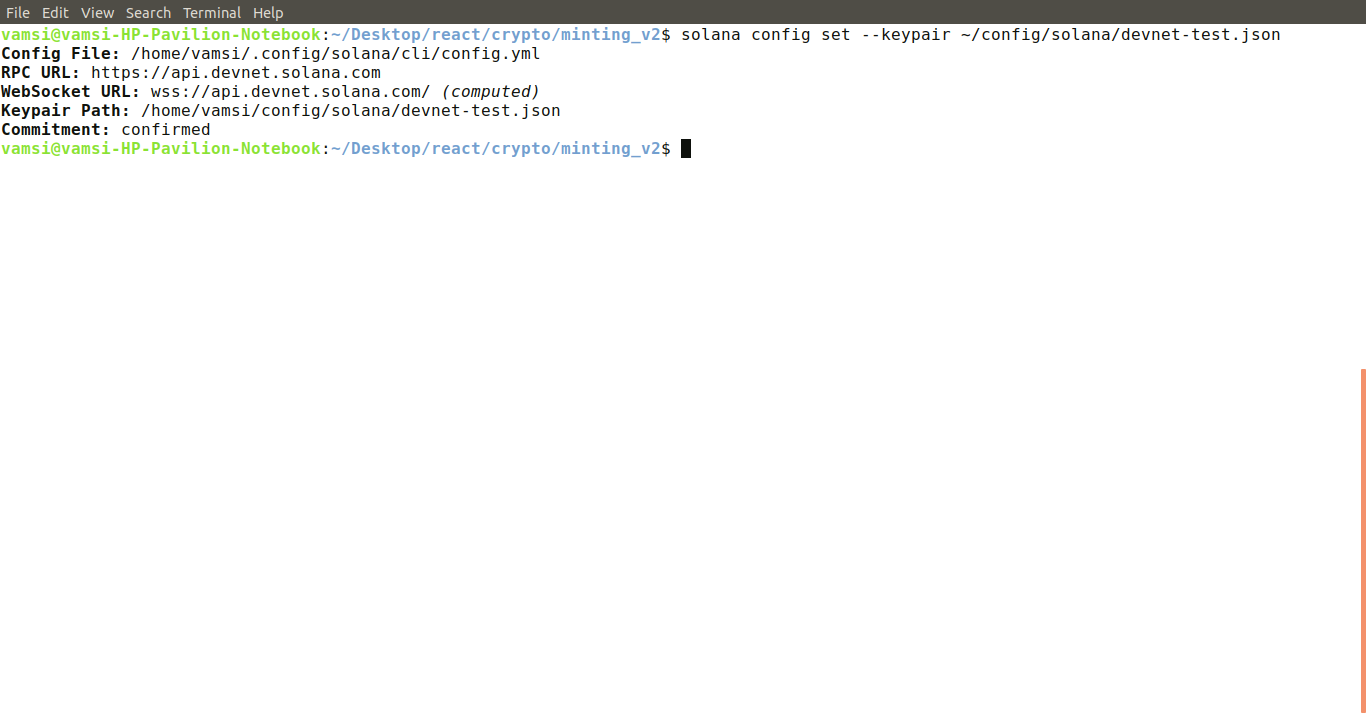 File Edit View Search Terminal Help
vamsi@vamsi-HP-Pavilion-Notebook:~/Desktop/react/crypto/minting_v2$ solana config set --keypair ~/config/solana/devnet-test.json
Config File: /home/vamsi/.config/solana/cli/config.yml
RPC URL: https://api.devnet.solana.com
WebSocket URL: wss://api.devnet.solana.com/ (computed)
Keypair Path: /home/vamsi/config/solana/devnet-test.json
Commitment: confirmed
vamsi@vamsi-HP-Pavilion-Notebook:~/Desktop/react/crypto/minting_v2$